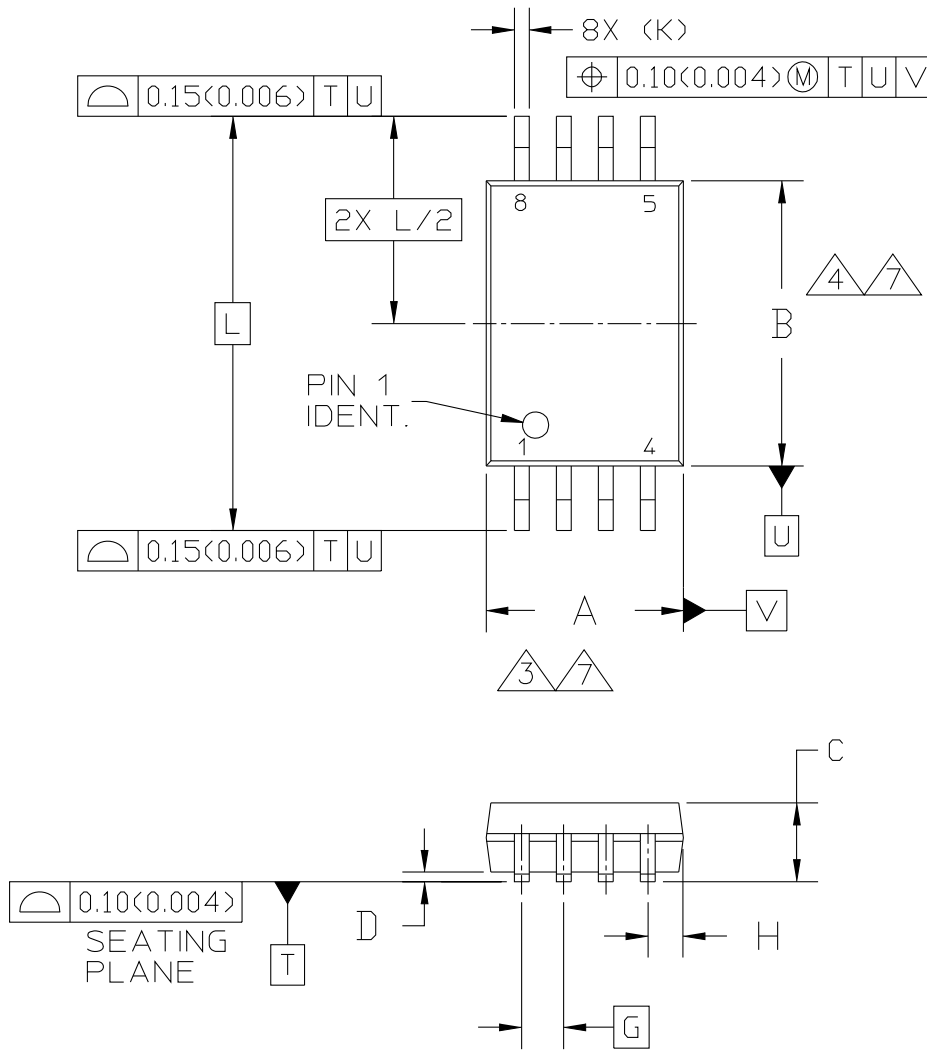 8X (K)
⌖ 0.10(0.004) Ⓜ T U V
⌓ 0.15(0.006) T U
8 5
2X L/2
4 7
L
B
PIN 1
IDENT.
1 4
U
⌓ 0.15(0.006) T U
A
V
3 7
C
⌓ 0.10(0.004)
SEATING
PLANE
T
D
H
G